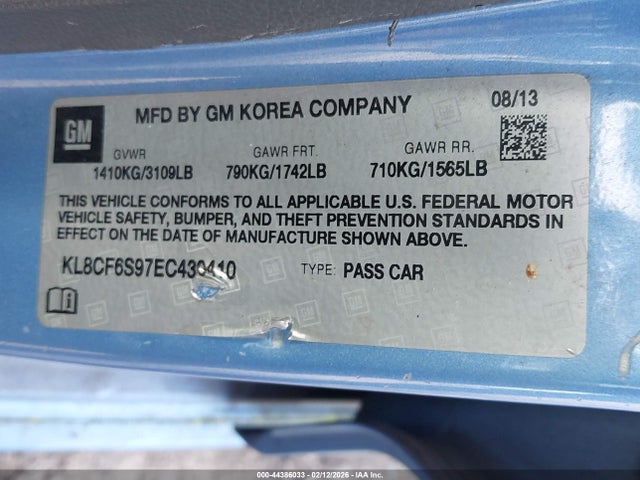 GM
MFD BY GM KOREA COMPANY
08/13
GVWR GAWR FRT. GAWR RR.
1410KG/3109LB 790KG/1742LB 710KG/1565LB
THIS VEHICLE CONFORMS TO ALL APPLICABLE U.S. FEDERAL MOTOR
VEHICLE SAFETY, BUMPER, AND THEFT PREVENTION STANDARDS IN
EFFECT ON THE DATE OF MANUFACTURE SHOWN ABOVE.
KL8CF6S97EC430410 TYPE: PASS CAR
000-44386033 - 02/12/2026 - IAA Inc.